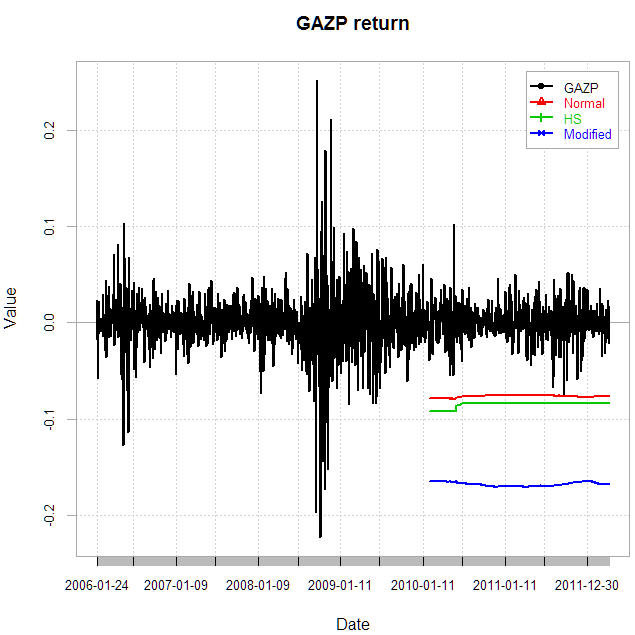 GAZP return
GAZP
Normal
HS
Modified
0.2
0.1
0.0
-0.1
-0.2
Value
2006-01-24 2007-01-09 2008-01-09 2009-01-11 2010-01-11 2011-01-11 2011-12-30
Date